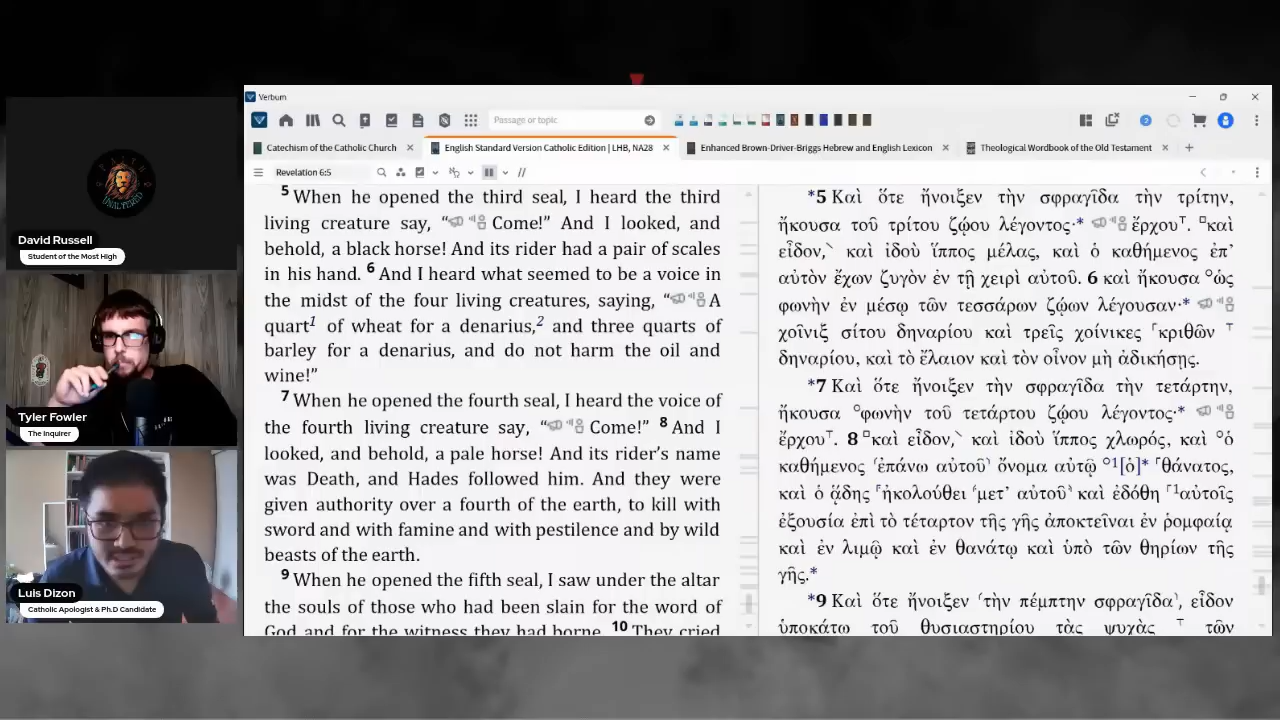 Verbum
Passage or topic
Catechism of the Catholic Church
English Standard Version Catholic Edition | LHB, NA28
Enhanced Brown-Driver-Briggs Hebrew and English Lexicon
Theological Wordbook of the Old Testament
Revelation 6:5
5 When he opened the third seal, I heard the third
living creature say, “Come!” And I looked, and
behold, a black horse! And its rider had a pair of scales
in his hand. 6 And I heard what seemed to be a voice in
the midst of the four living creatures, saying, “A
quart1 of wheat for a denarius,2 and three quarts of
barley for a denarius, and do not harm the oil and
wine!”
7 When he opened the fourth seal, I heard the voice of
the fourth living creature say, “Come!” 8 And I
looked, and behold, a pale horse! And its rider’s name
was Death, and Hades followed him. And they were
given authority over a fourth of the earth, to kill with
sword and with famine and with pestilence and by wild
beasts of the earth.
9 When he opened the fifth seal, I saw under the altar
the souls of those who had been slain for the word of
God and for the witness they had borne. 10 They cried
*5 Καὶ ὅτε ἤνοιξεν τὴν σφραγῖδα τὴν τρίτην,
ἤκουσα τοῦ τρίτου ζῴου λέγοντος·* ἔρχου⸆. ⸋καὶ
εἶδον,⸌ καὶ ἰδοὺ ἵππος μέλας, καὶ ὁ καθήμενος ἐπ’
αὐτὸν ἔχων ζυγὸν ἐν τῇ χειρὶ αὐτοῦ. 6 καὶ ἤκουσα °ὡς
φωνὴν ἐν μέσῳ τῶν τεσσάρων ζῴων λέγουσαν·*
χοῖνιξ σίτου δηναρίου καὶ τρεῖς χοίνικες ⸀κριθῶν ⸆
δηναρίου, καὶ τὸ ἔλαιον καὶ τὸν οἶνον μὴ ἀδικήσῃς.
*7 Καὶ ὅτε ἤνοιξεν τὴν σφραγῖδα τὴν τετάρτην,
ἤκουσα °φωνὴν τοῦ τετάρτου ζῴου λέγοντος·*
ἔρχου⸆. 8 ⸋καὶ εἶδον,⸌ καὶ ἰδοὺ ἵππος χλωρός, καὶ °ὁ
καθήμενος ⸂ἐπάνω αὐτοῦ⸃ ὄνομα αὐτῷ °1[ὁ]* ⸀θάνατος,
καὶ ὁ ᾅδης ⸀ἠκολούθει ⸂μετ’ αὐτοῦ⸃ καὶ ἐδόθη ⸀1αὐτοῖς
ἐξουσία ἐπὶ τὸ τέταρτον τῆς γῆς ἀποκτεῖναι ἐν ῥομφαίᾳ
καὶ ἐν λιμῷ καὶ ἐν θανάτῳ καὶ ὑπὸ τῶν θηρίων τῆς
γῆς.*
*9 Καὶ ὅτε ἤνοιξεν ⸂τὴν πέμπτην σφραγῖδα⸃, εἶδον
ὑποκάτω τοῦ θυσιαστηρίου τὰς ψυχὰς ⸆ τῶν
David Russell
Student of the Most High
Tyler Fowler
The Inquirer
Luis Dizon
Catholic Apologist & Ph.D Candidate